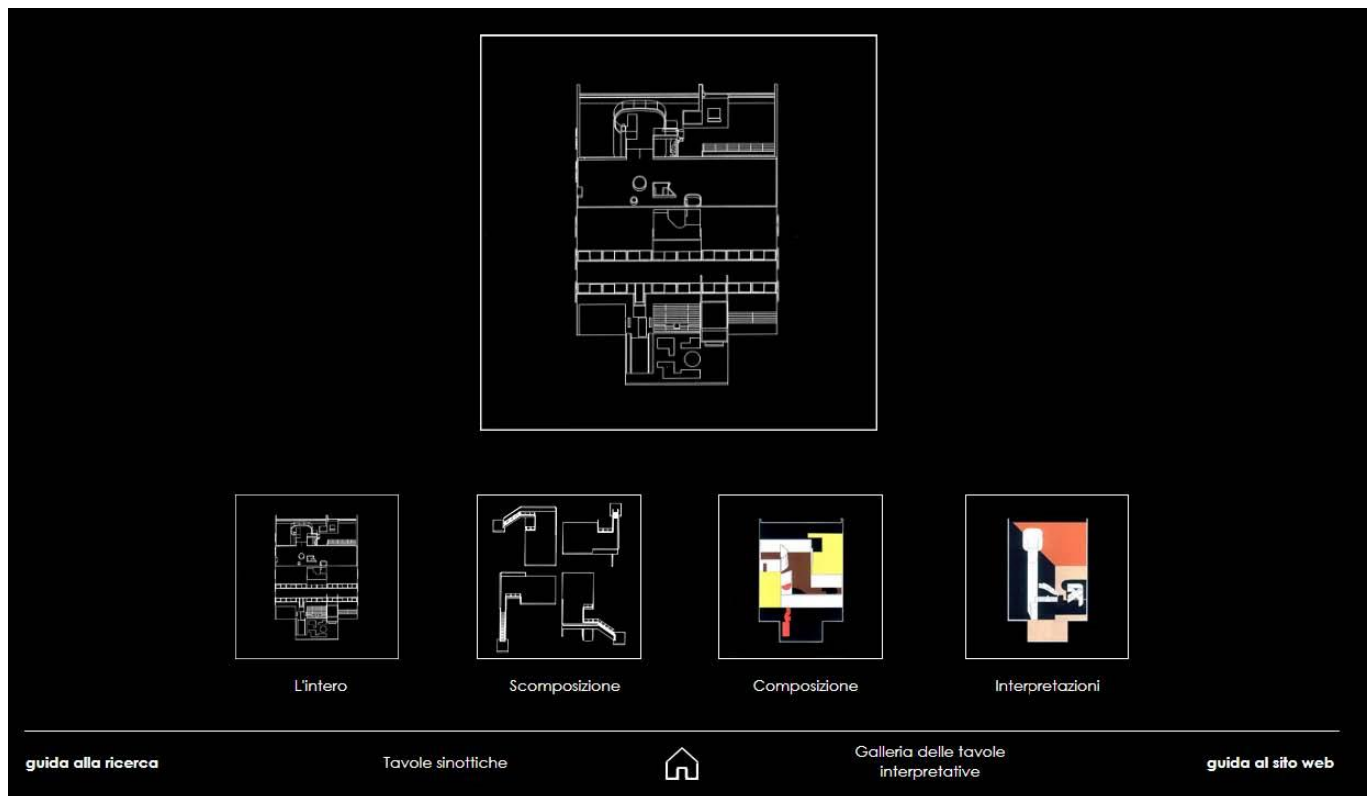 L'intero
Scomposizione
Composizione
Interpretazioni
guida alla ricerca
Tavole sinottiche
Galleria delle tavole
interpretative
guida al sito web